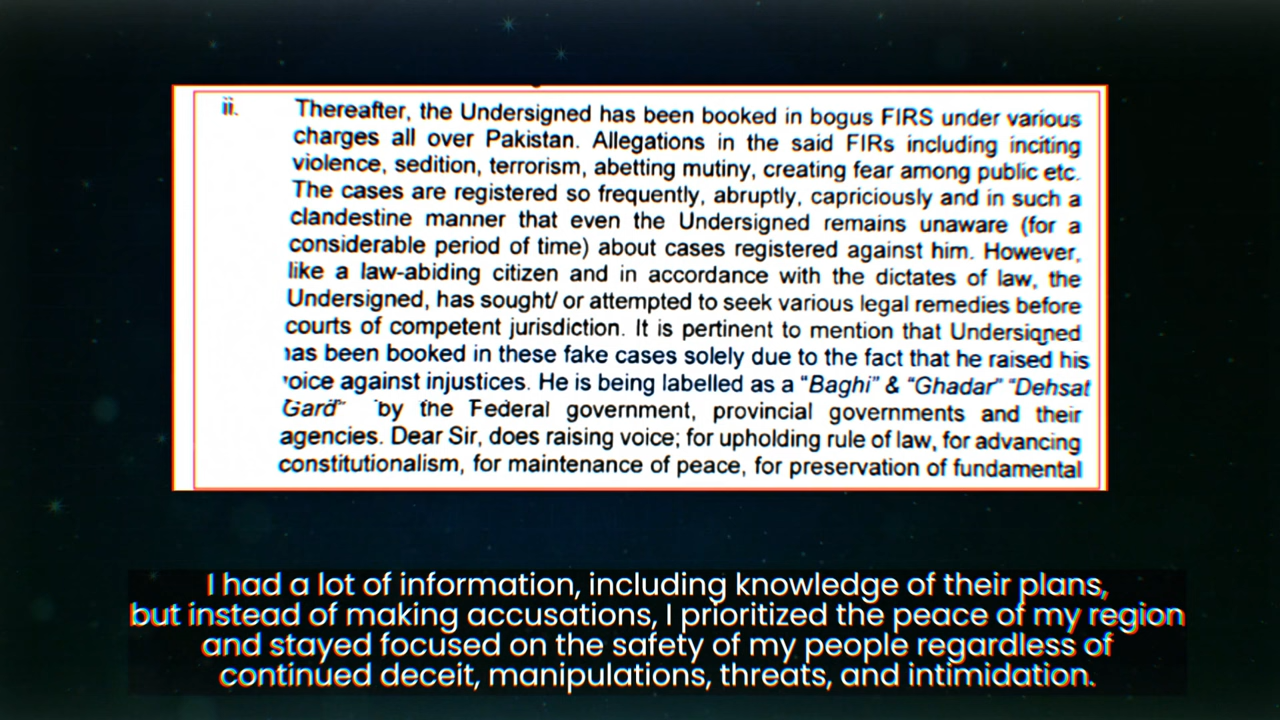 ii. Thereafter, the Undersigned has been booked in bogus FIRS under various
charges all over Pakistan. Allegations in the said FIRs including inciting
violence, sedition, terrorism, abetting mutiny, creating fear among public etc.
The cases are registered so frequently, abruptly, capriciously and in such a
clandestine manner that even the Undersigned remains unaware (for a
considerable period of time) about cases registered against him. However,
like a law-abiding citizen and in accordance with the dictates of law, the
Undersigned, has sought/ or attempted to seek various legal remedies before
courts of competent jurisdiction. It is pertinent to mention that Undersigned
has been booked in these fake cases solely due to the fact that he raised his
voice against injustices. He is being labelled as a "Baghi" & "Ghadar" "Dehsat
Gard" by the Federal government, provincial governments and their
agencies. Dear Sir, does raising voice; for upholding rule of law, for advancing
constitutionalism, for maintenance of peace, for preservation of fundamental
I had a lot of information, including knowledge of their plans,
but instead of making accusations, I prioritized the peace of my region
and stayed focused on the safety of my people regardless of
continued deceit, manipulations, threats, and intimidation.